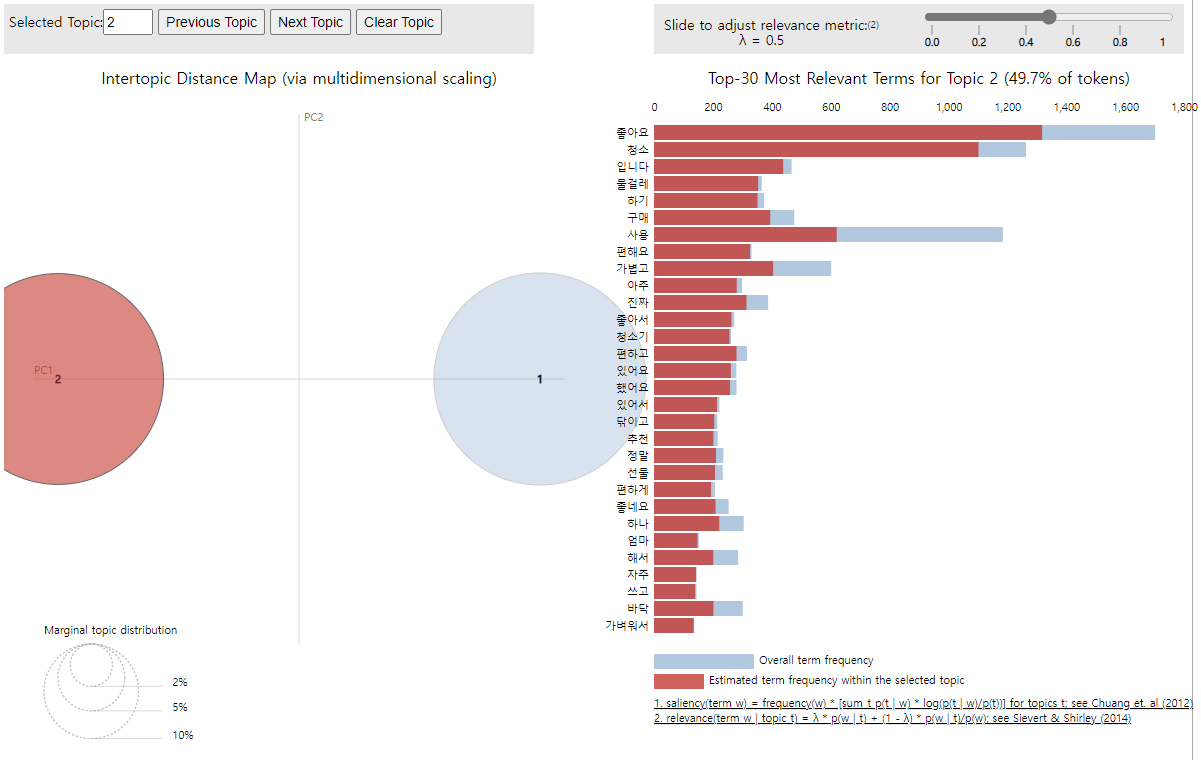 Selected Topic: 2 Previous Topic Next Topic Clear Topic
Slide to adjust relevance metric:(2)
λ = 0.5
0.0 0.2 0.4 0.6 0.8 1
Intertopic Distance Map (via multidimensional scaling)
PC2
PC1
2
1
Marginal topic distribution
2%
5%
10%
Top-30 Most Relevant Terms for Topic 2 (49.7% of tokens)
0 200 400 600 800 1,000 1,200 1,400 1,600 1,800
좋아요
청소
입니다
물걸레
하기
구매
사용
편해요
가볍고
아주
진짜
좋아서
청소기
편하고
있어요
했어요
있어서
닦이고
추천
정말
선물
편하게
좋네요
하나
엄마
해서
자주
쓰고
바닥
가벼워서
Overall term frequency
Estimated term frequency within the selected topic
1. saliency(term w) = frequency(w) * [sum_t p(t | w) * log(p(t | w)/p(t))] for topics t; see Chuang et. al (2012)
2. relevance(term w | topic t) = λ * p(w | t) + (1 - λ) * p(w | t)/p(w); see Sievert & Shirley (2014)